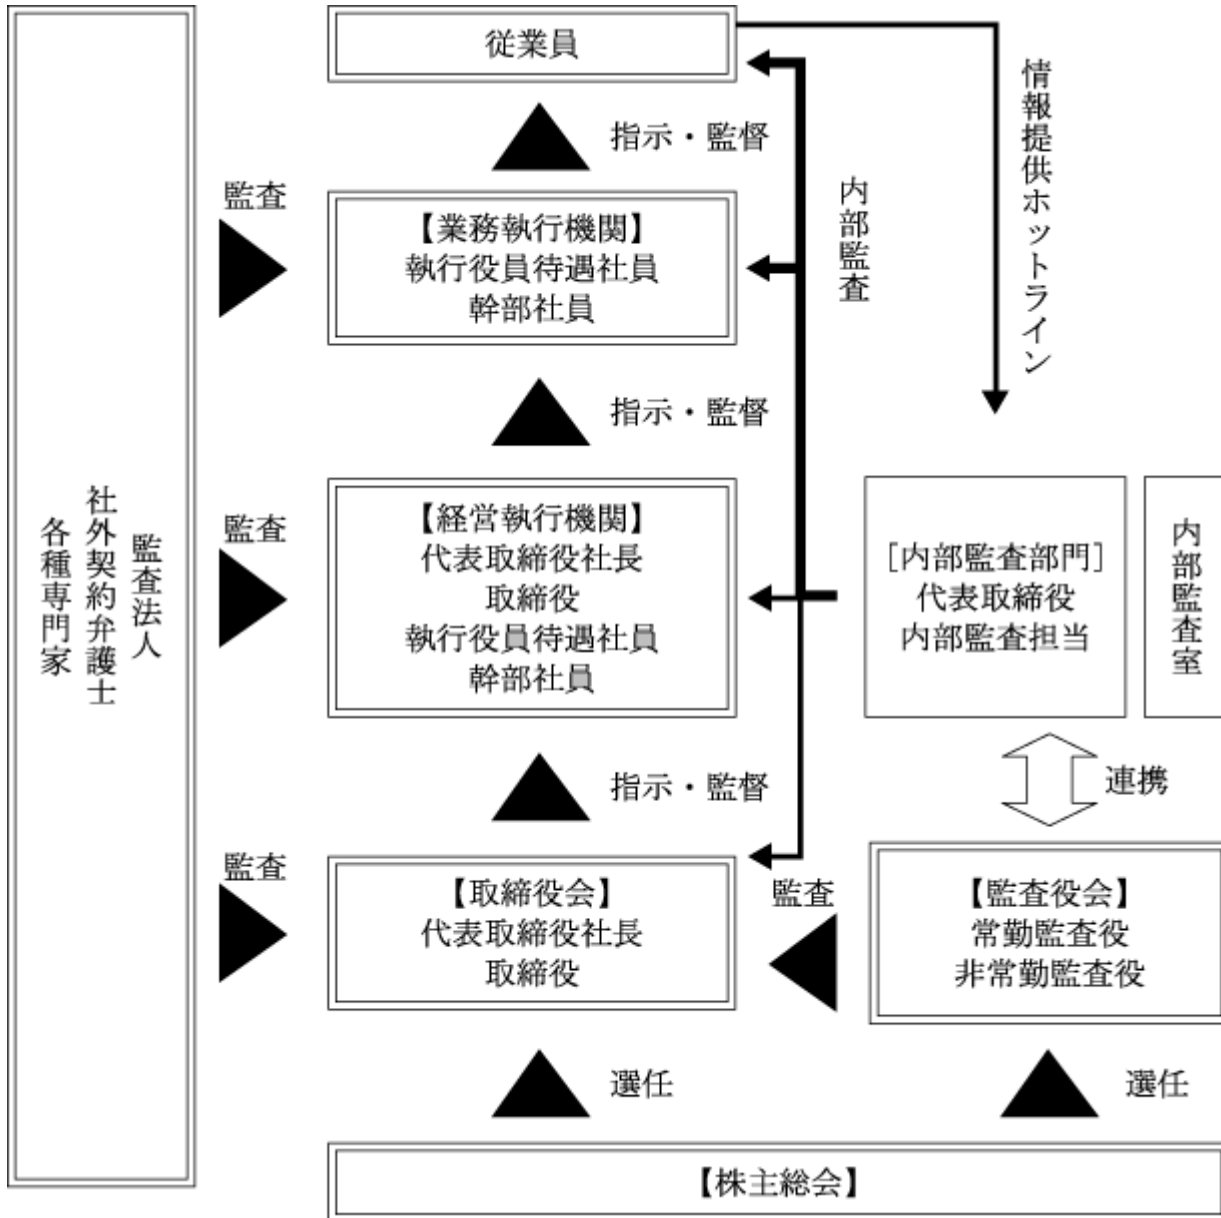 従業員
指示・監督
監査
【業務執行機関】
執行役員待遇社員
幹部社員
内部監査
情報提供ホットライン
指示・監督
監査
【経営執行機関】
代表取締役社長
取締役
執行役員待遇社員
幹部社員
［内部監査部門］
代表取締役
内部監査担当
内部監査室
監査法人
社外契約弁護士
各種専門家
指示・監督
連携
監査
【取締役会】
代表取締役社長
取締役
監査
【監査役会】
常勤監査役
非常勤監査役
選任
選任
【株主総会】